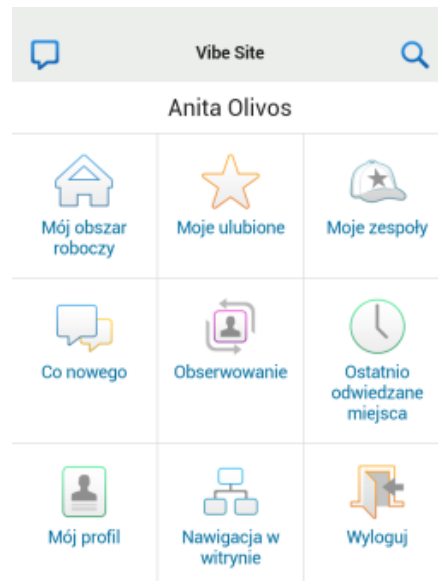 Vibe Site
Anita Olivos
Mój obszar
roboczy
Moje ulubione
Moje zespoły
Co nowego
Obserwowanie
Ostatnio
odwiedzane
miejsca
Mój profil
Nawigacja w
witrynie
Wyloguj